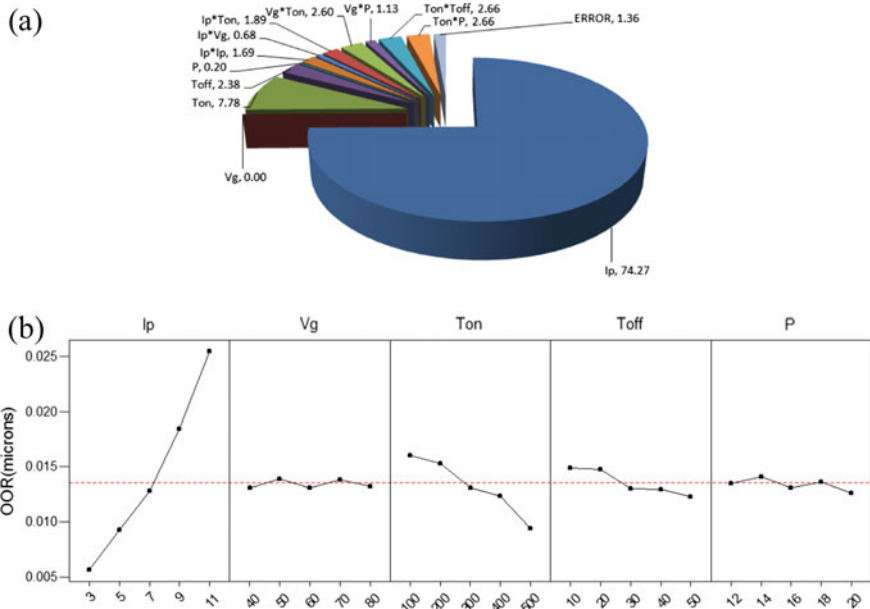 (a)
Vg*Ton, 2.60
Vg*P, 1.13
Ton*Toff, 2.66
Ton*P, 2.66
ERROR, 1.36
Ip*Ton, 1.89
Ip*Vg, 0.68
Ip*Ip, 1.69
P, 0.20
Toff, 2.38
Ton, 7.78
Vg, 0.00
Ip, 74.27
(b)
Ip Vg Ton Toff P
OOR(microns)
0.025
0.020
0.015
0.010
0.005
3 5 7 9 11 40 50 60 70 80 100 200 300 400 500 10 20 30 40 50 12 14 16 18 20